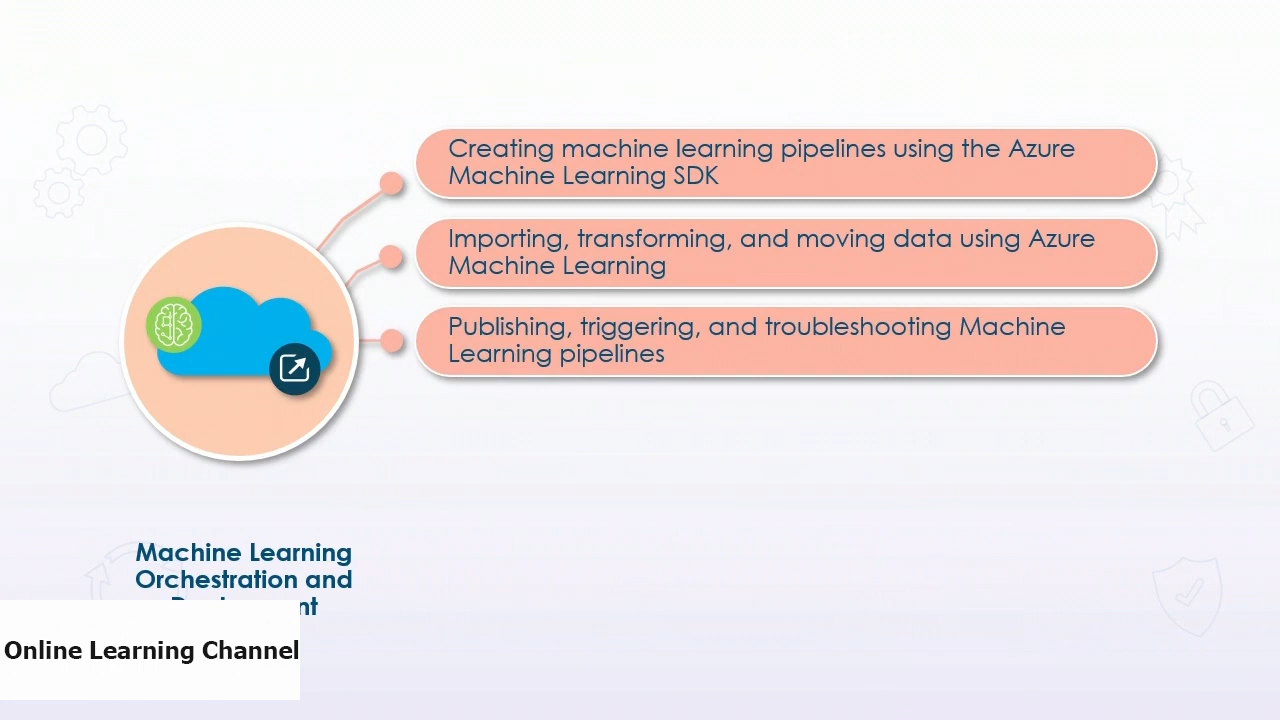 Creating machine learning pipelines using the Azure
Machine Learning SDK
Importing, transforming, and moving data using Azure
Machine Learning
Publishing, triggering, and troubleshooting Machine
Learning pipelines
Machine Learning
Orchestration and
Online Learning Channel